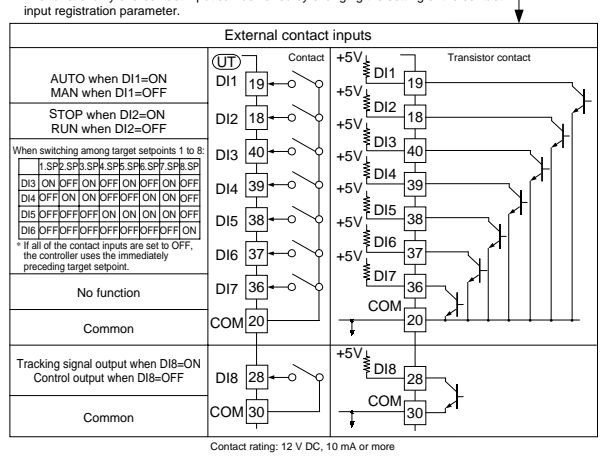 input registration parameter.
External contact inputs
UT
Contact
+5V
Transistor contact
AUTO when DI1=ON
MAN when DI1=OFF
DI1 19
DI1 19
STOP when DI2=ON
RUN when DI2=OFF
DI2 18
+5V DI2 18
When switching among target setpoints 1 to 8:
1.SP 2.SP 3.SP 4.SP 5.SP 6.SP 7.SP 8.SP
DI3 ON OFF ON OFF ON OFF ON OFF
DI4 OFF ON ON OFF OFF ON ON OFF
DI5 OFF OFF OFF ON ON ON ON OFF
DI6 OFF OFF OFF OFF OFF OFF OFF ON
* If all of the contact inputs are set to OFF,
the controller uses the immediately
preceding target setpoint.
DI3 40
+5V DI3 40
DI4 39
+5V DI4 39
DI5 38
+5V DI5 38
DI6 37
+5V DI6 37
No function
DI7 36
+5V DI7 36
Common
COM 20
COM 20
Tracking signal output when DI8=ON
Control output when DI8=OFF
DI8 28
+5V DI8 28
Common
COM 30
COM 30
Contact rating: 12 V DC, 10 mA or more